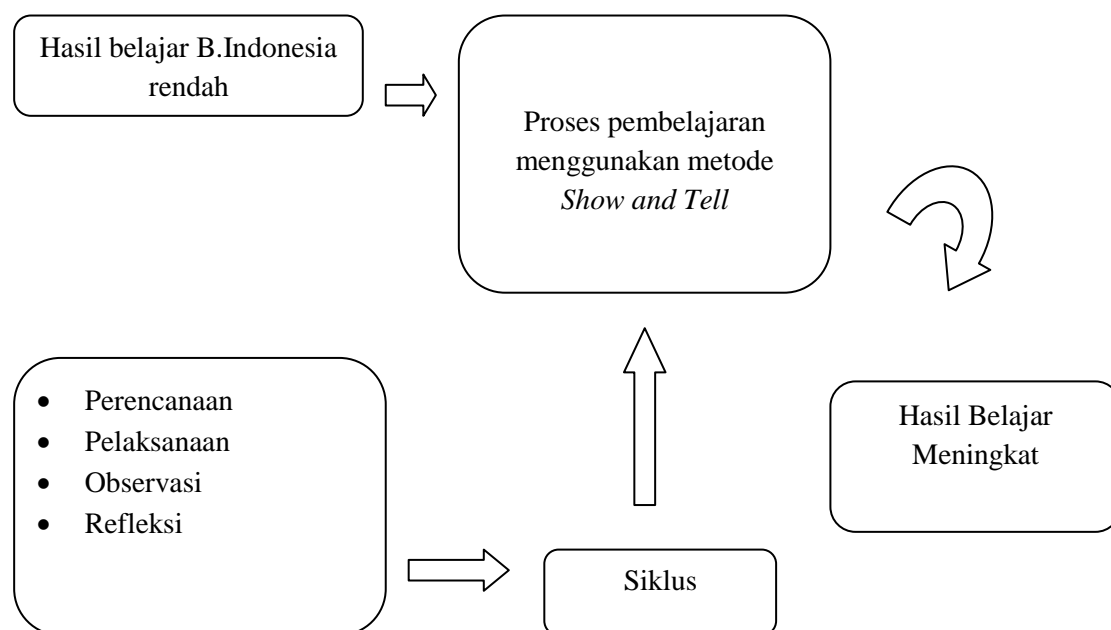 Hasil belajar B.Indonesia
rendah
Proses pembelajaran
menggunakan metode
Show and Tell
• Perencanaan
• Pelaksanaan
• Observasi
• Refleksi
Siklus
Hasil Belajar
Meningkat